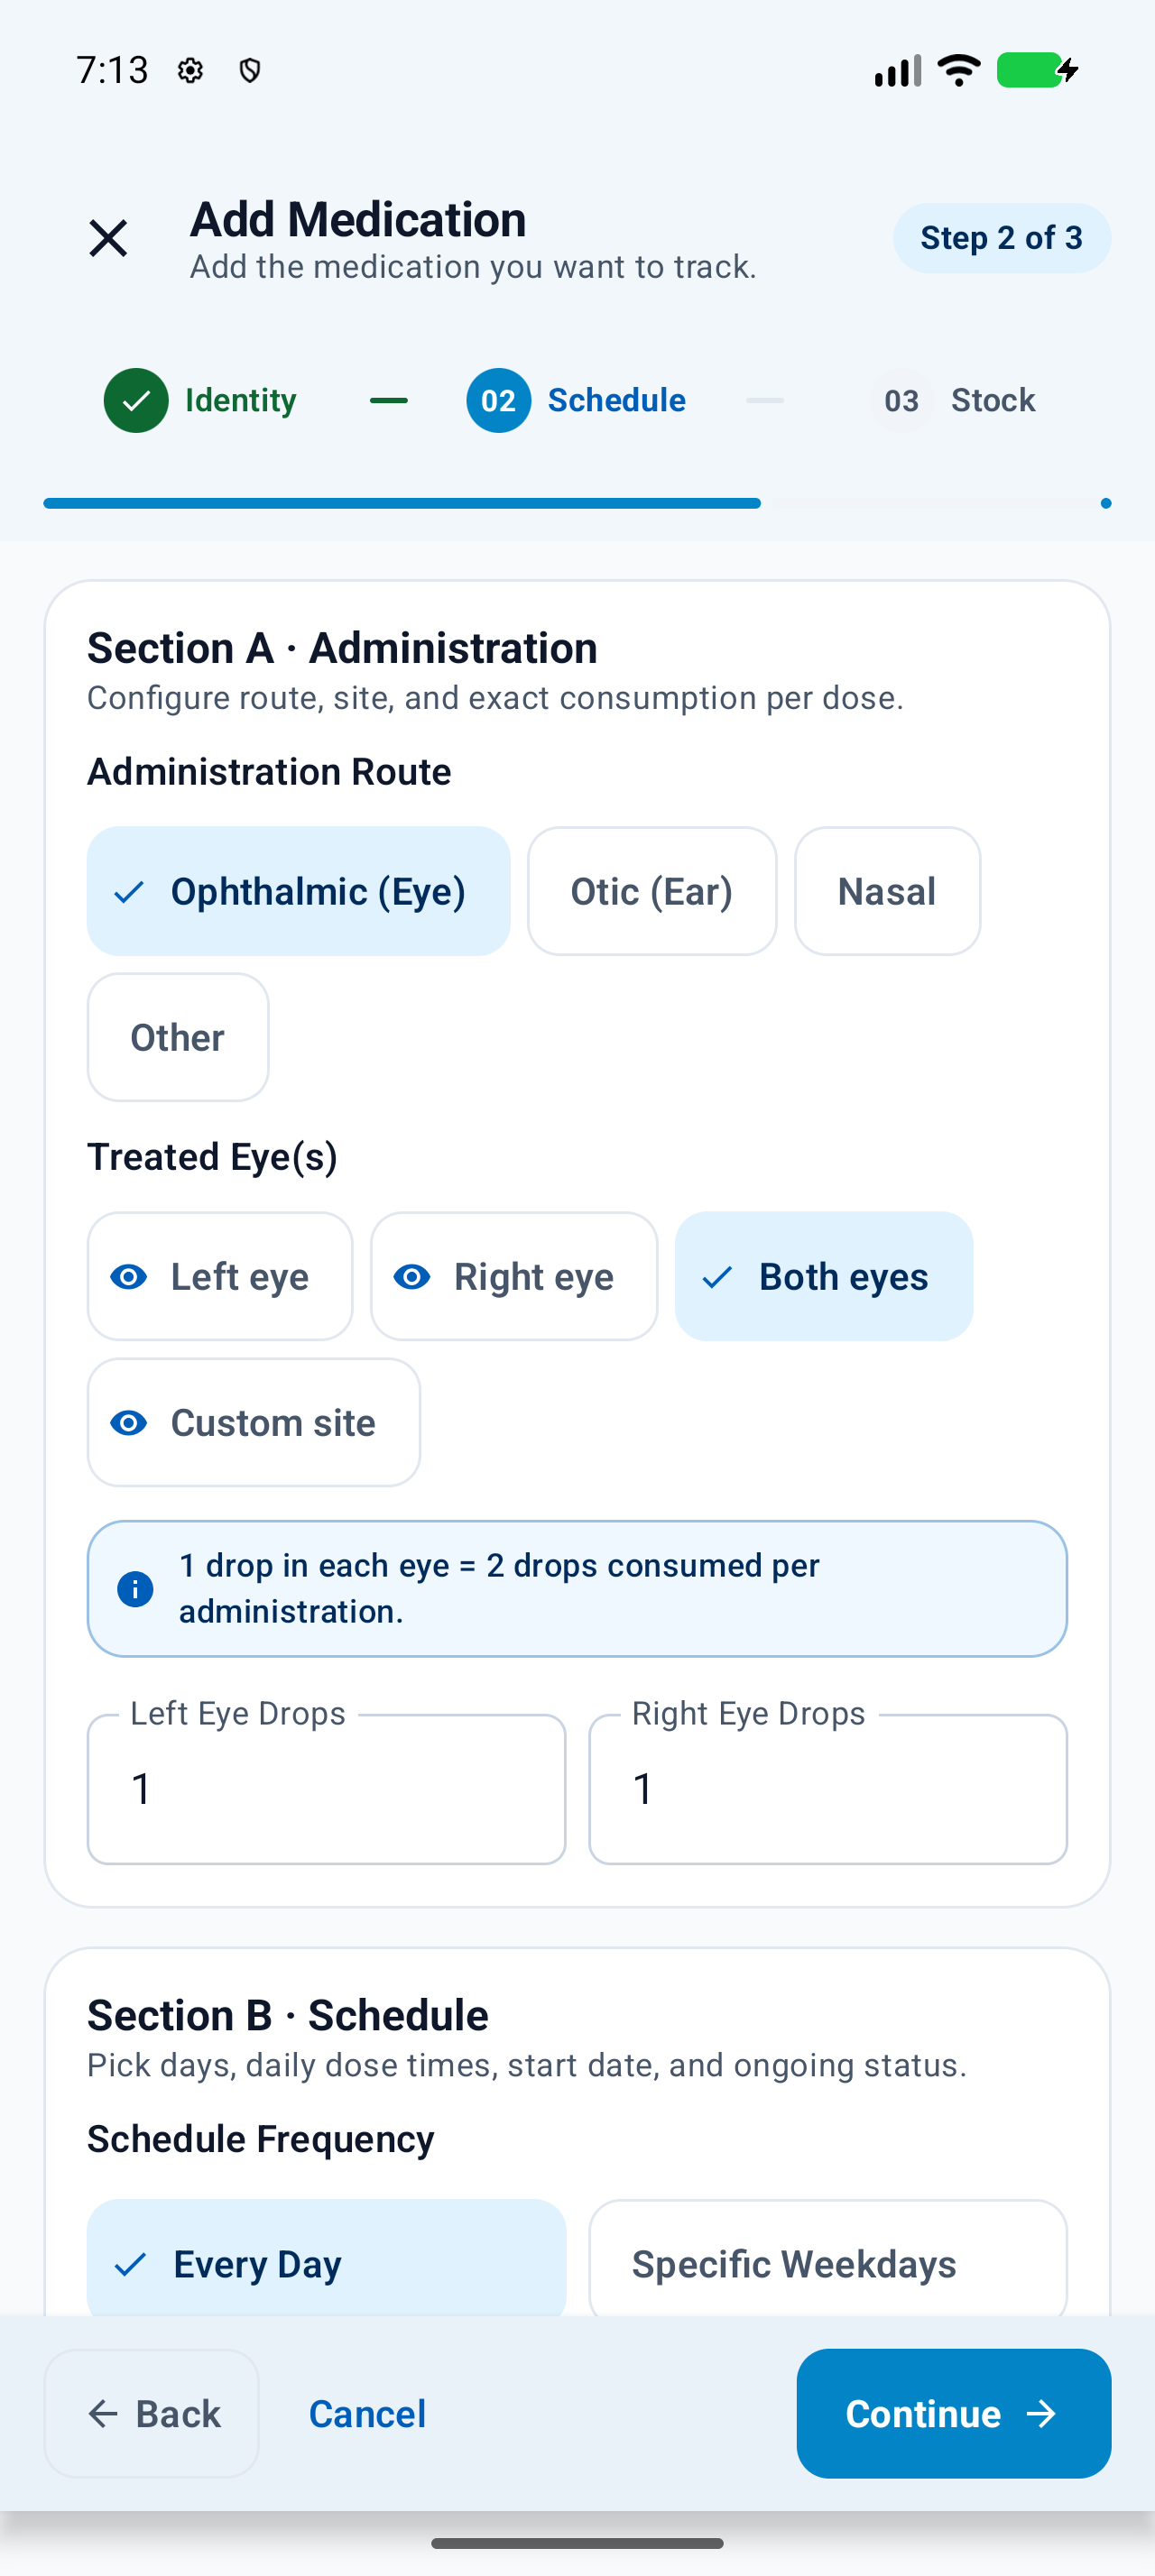 7:13
Add Medication
Add the medication you want to track.
Step 2 of 3
Identity
02 Schedule
03 Stock
Section A · Administration
Configure route, site, and exact consumption per dose.
Administration Route
Ophthalmic (Eye)
Otic (Ear)
Nasal
Other
Treated Eye(s)
Left eye
Right eye
Both eyes
Custom site
1 drop in each eye = 2 drops consumed per
administration.
Left Eye Drops
Right Eye Drops
1
1
Section B · Schedule
Pick days, daily dose times, start date, and ongoing status.
Schedule Frequency
Every Day
Specific Weekdays
Back
Cancel
Continue